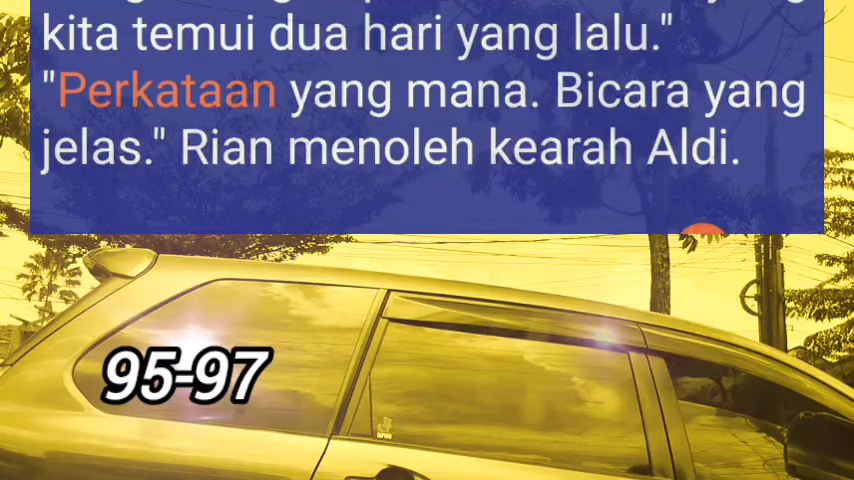 kita temui dua hari yang lalu."
"Perkataan yang mana. Bicara yang
jelas." Rian menoleh kearah Aldi.
95-97